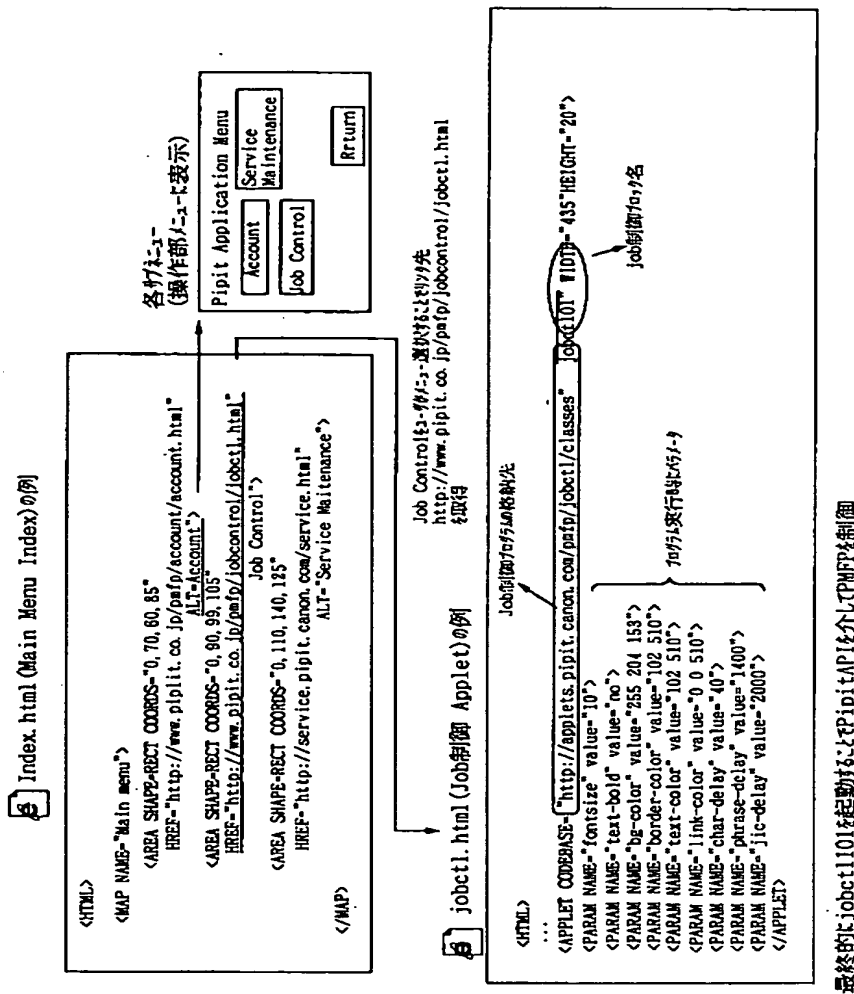 Index.html(Main Menu Index)の例
<HTML>
<MAP NAME="Main menu">
<AREA SHAPE=RECT COORDS="0, 70, 60, 85"
HREF="http://www.piplit.co.jp/pmfp/account/account.html"
ALT=Account">
<AREA SHAPE=RECT COORDS="0, 90, 99, 105"
HREF="http://www.pipit.co.jp/pmfp/jobcontrol/jobctl.html"
Job Control">
<AREA SHAPE=RECT COORDS="0, 110, 140, 125"
HREF="http://service.pipit.canon.com/service.html"
ALT="Service Maitenance">
</MAP>
各サブメニュー
(操作部メニューに表示)
Pipit Application Menu
Account
Service
Maintenance
Job Control
Rrturn
Job Controlをユーザがメニュー選択することでリンク先
http://www.pipit.co.jp/pmfp/jobcontrol/jobctl.html
を取得
jobctl.html(Job制御 Applet)の例
Job制御プログラムの格納先
<HTML>
...
<APPLET CODEBASE="http://applets.pipit.canon.com/pmfp/jobctl/classes" jobctl01" WIDTH="435"HEIGHT="20">
<PARAM NAME="fontsize" value="10">
<PARAM NAME="text-bold" value="no">
<PARAM NAME="bg-color" value="255 204 153">
<PARAM NAME="border-color" value="102 510">
<PARAM NAME="text-color" value="102 510">
<PARAM NAME="link-color" value="0 0 510">
<PARAM NAME="char-delay" value="40">
<PARAM NAME="phrase-delay" value="1400">
<PARAM NAME="jic-delay" value="2000">
</APPLET>
プログラム実行時にパラメータ
job制御ブロック名
最終的にjobctl101を起動することでPipitAPIを介してPMFPを制御